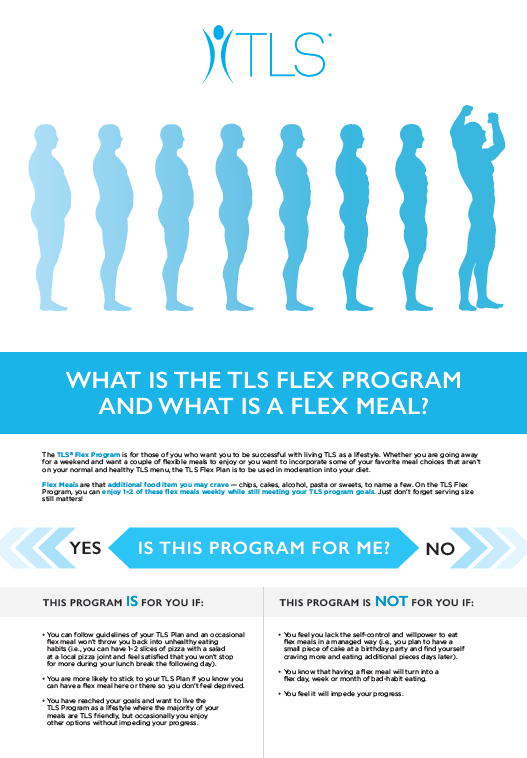 TLS®
WHAT IS THE TLS FLEX PROGRAM
AND WHAT IS A FLEX MEAL?
The TLS® Flex Program is for those of you who want you to be successful with living TLS as a lifestyle. Whether you are going away
for a weekend and want a couple of flexible meals to enjoy or you want to incorporate some of your favorite meal choices that aren't
on your normal and healthy TLS menu, the TLS Flex Plan is to be used in moderation into your diet.
Flex Meals are that additional food item you may crave — chips, cakes, alcohol, pasta or sweets, to name a few. On the TLS Flex
Program, you can enjoy 1-2 of these flex meals weekly while still meeting your TLS program goals. Just don't forget serving size
still matters!
YES IS THIS PROGRAM FOR ME? NO
THIS PROGRAM IS FOR YOU IF:
• You can follow guidelines of your TLS Plan and an occasional
flex meal won't throw you back into unhealthy eating
habits (i.e., you can have 1-2 slices of pizza with a salad
at a local pizza joint and feel satisfied that you won't stop
for more during your lunch break the following day).
• You are more likely to stick to your TLS Plan if you know you
can have a flex meal here or there so you don't feel deprived.
• You have reached your goals and want to live the
TLS Program as a lifestyle where the majority of your
meals are TLS friendly, but occasionally you enjoy
other options without impeding your progress.
THIS PROGRAM IS NOT FOR YOU IF:
• You feel you lack the self-control and willpower to eat
flex meals in a managed way (i.e., you plan to have a
small piece of cake at a birthday party and find yourself
craving more and eating additional pieces days later).
• You know that having a flex meal will turn into a
flex day, week or month of bad-habit eating.
• You feel it will impede your progress.